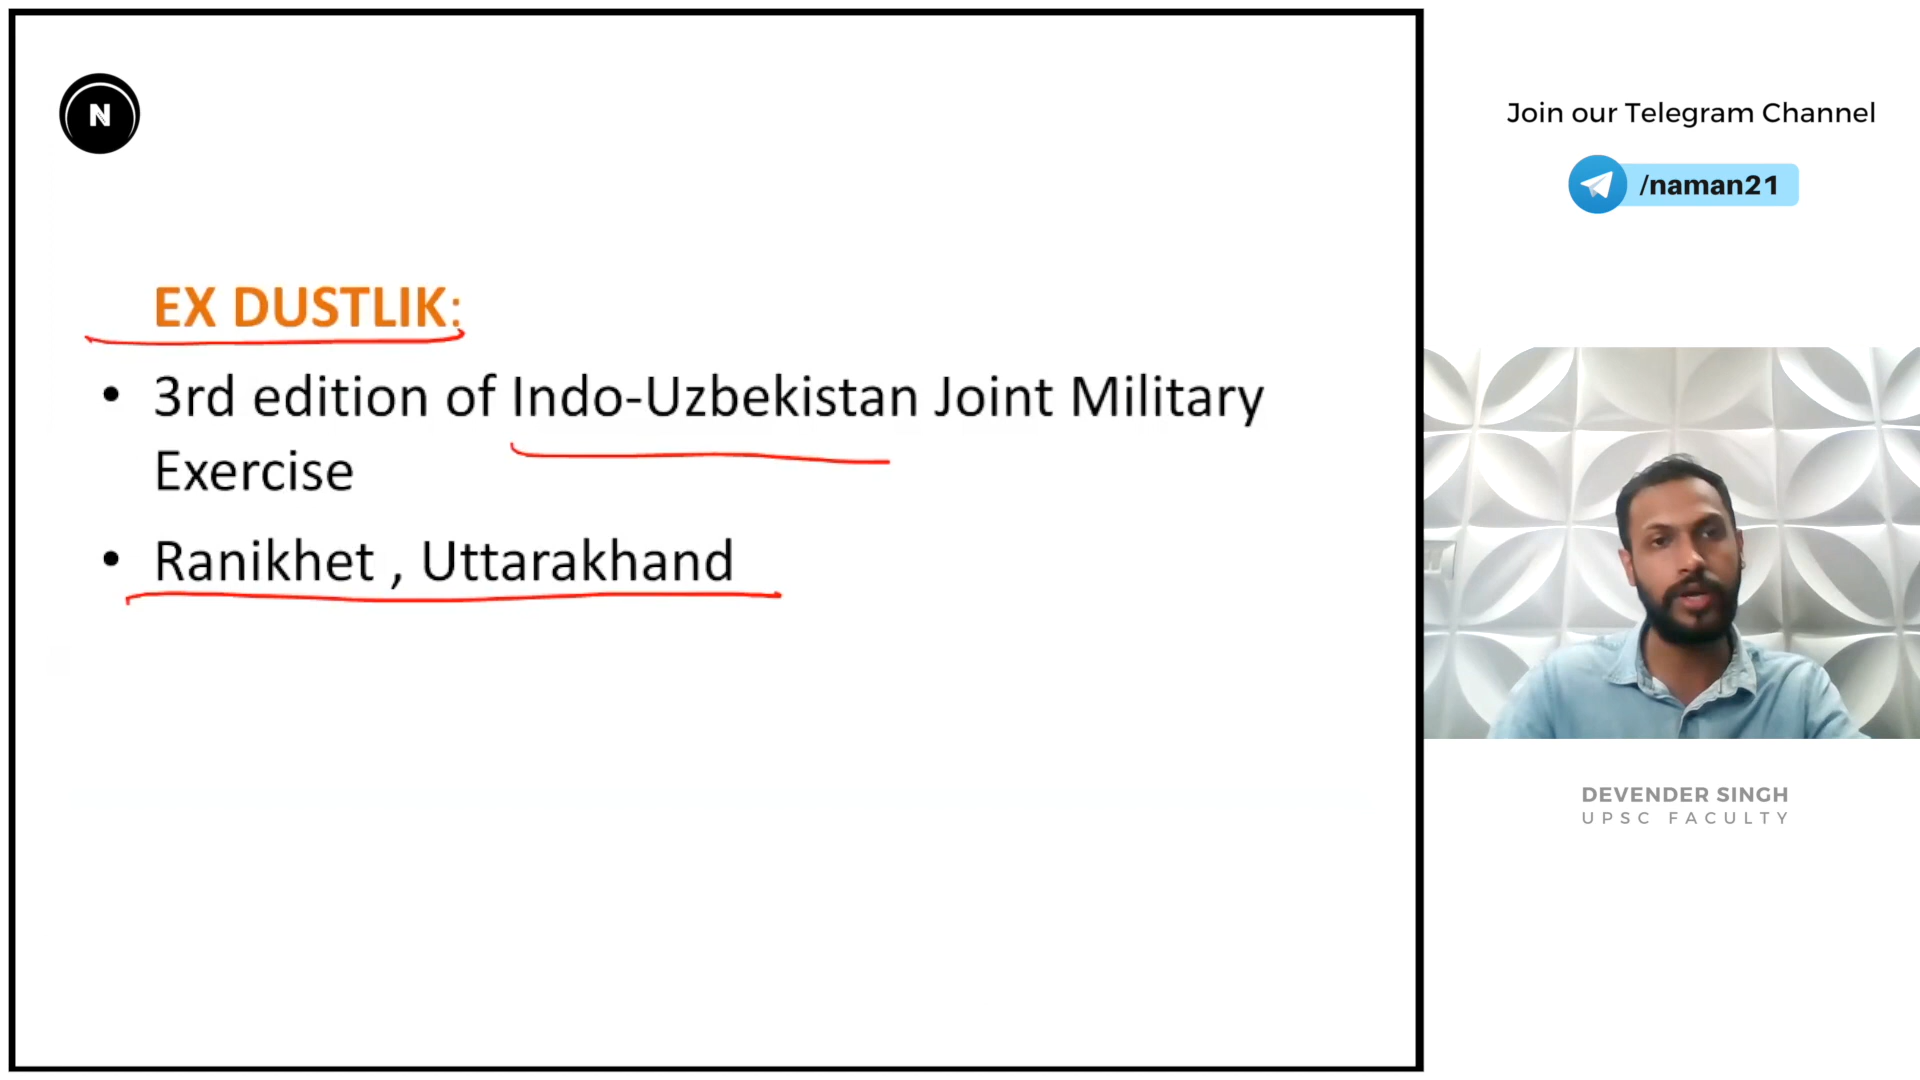 N
EX DUSTLIK:
• 3rd edition of Indo-Uzbekistan Joint Military
Exercise
• Ranikhet , Uttarakhand
Join our Telegram Channel
/naman21
DEVENDER SINGH
UPSC FACULTY